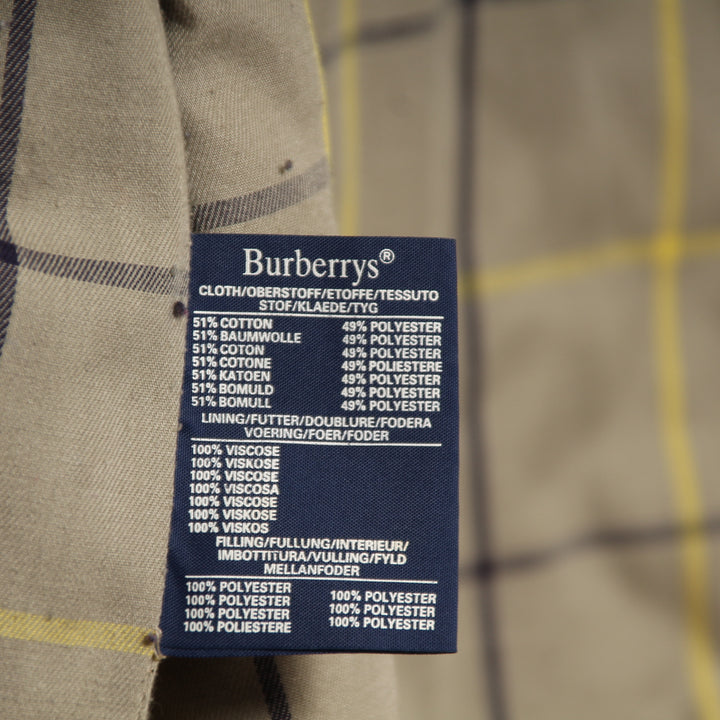 Burberrys®
CLOTH/OBERSTOFF/ETOFFE/TESSUTO
STOF/KLAEDE/TYG
51% COTTON 49% POLYESTER
51% BAUMWOLLE 49% POLYESTER
51% COTON 49% POLYESTER
51% COTONE 49% POLIESTERE
51% KATOEN 49% POLYESTER
51% BOMULD 49% POLYESTER
51% BOMULL 49% POLYESTER
LINING/FUTTER/DOUBLURE/FODERA
VOERING/FOER/FODER
100% VISCOSE
100% VISKOSE
100% VISCOSE
100% VISCOSA
100% VISCOSE
100% VISKOSE
100% VISKOS
FILLING/FULLUNG/INTERIEUR/
IMBOTTITURA/VULLING/FYLD
MELLANFODER
100% POLYESTER
100% POLYESTER 100% POLYESTER
100% POLYESTER 100% POLYESTER
100% POLIESTERE 100% POLYESTER